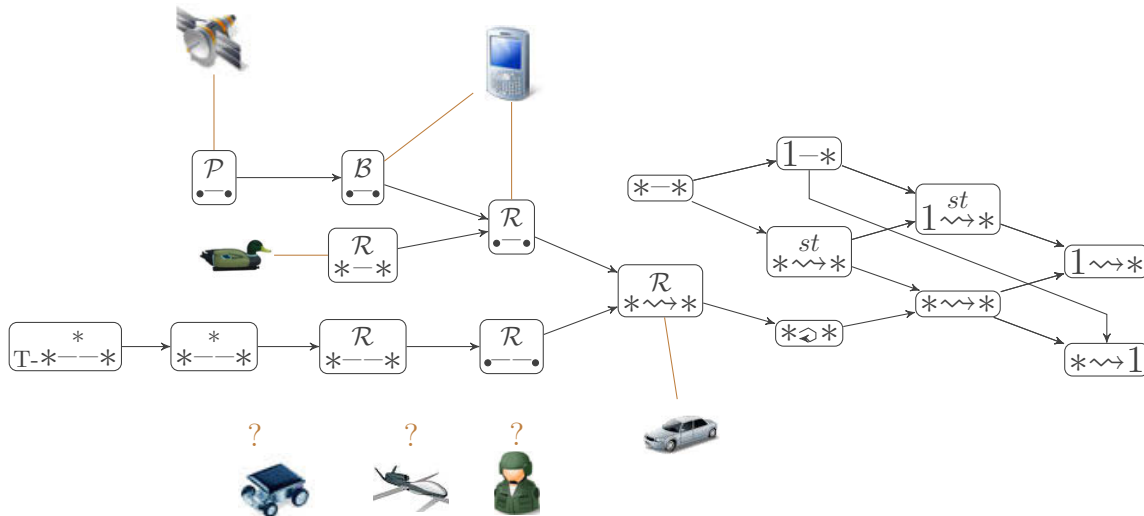 P
•—•
B
•—•
1—*
*—*
st
1⇝*
R
•—•
R
*—*
st
*⇝*
1⇝*
R
*⇝*
*⇝*
* *
*
T-*——*
*
*——*
R
*——*
R
•——•
*⇝1
? ? ?